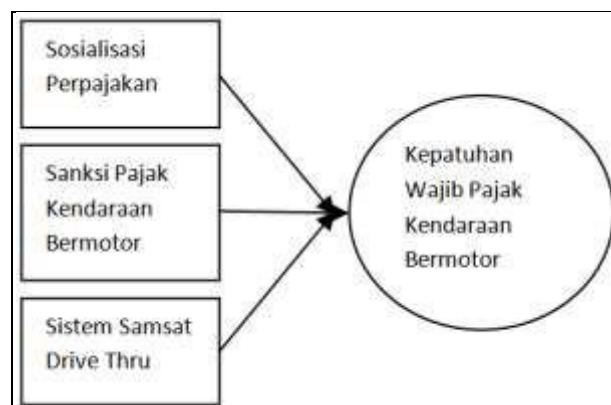 Sosialisasi
Perpajakan
Sanksi Pajak
Kendaraan
Bermotor
Sistem Samsat
Drive Thru
Kepatuhan
Wajib Pajak
Kendaraan
Bermotor